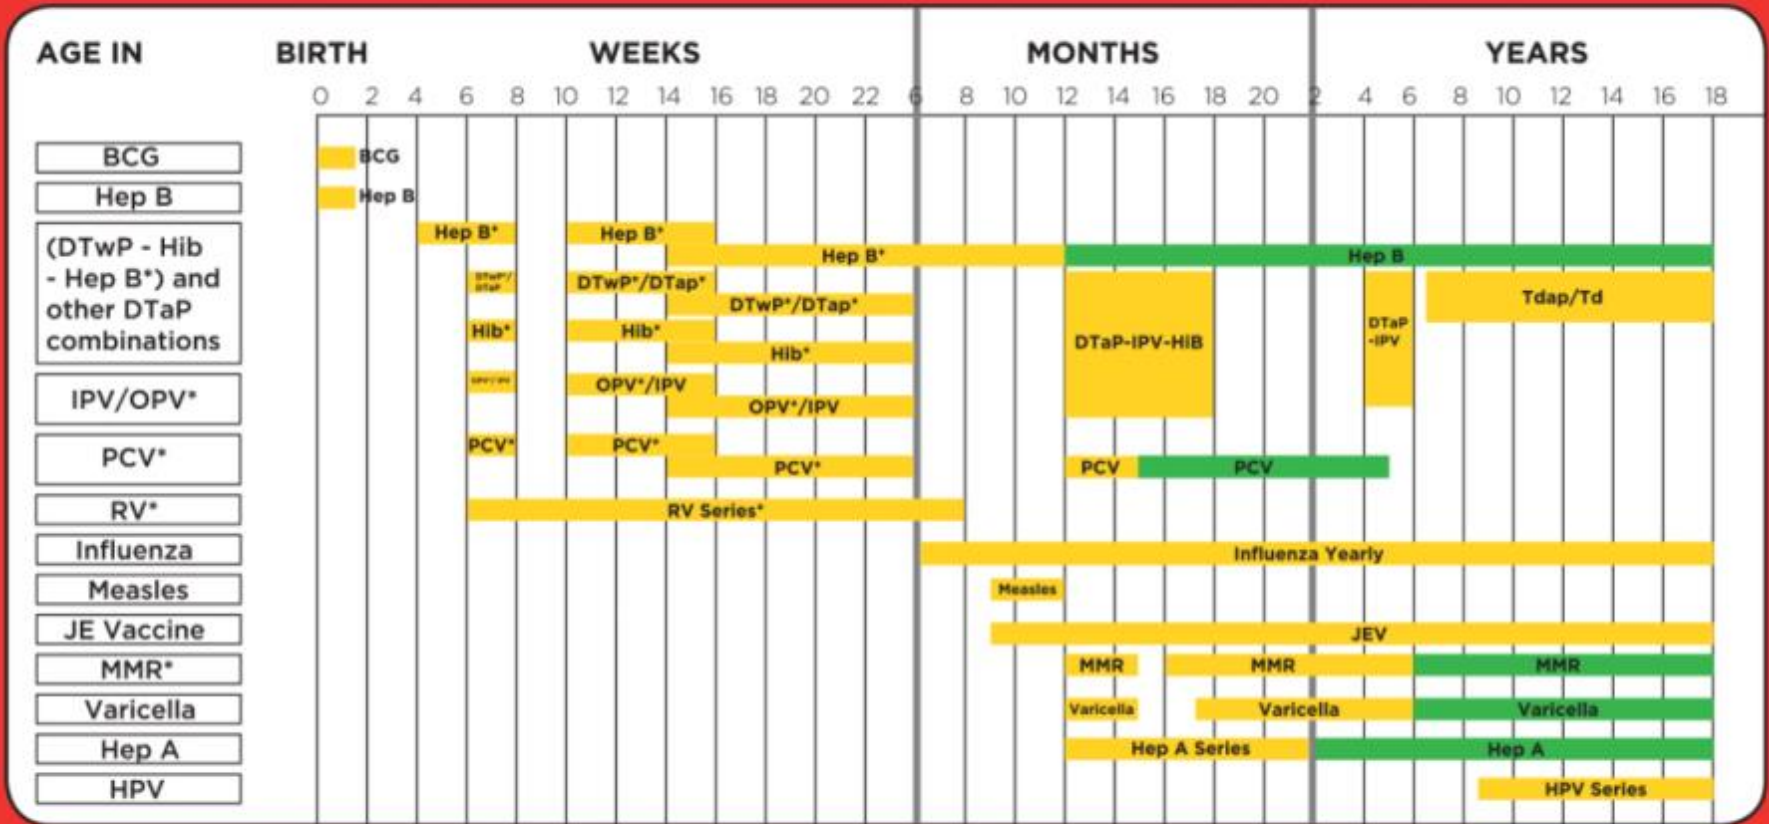 AGE IN BIRTH WEEKS MONTHS YEARS
0 2 4 6 8 10 12 14 16 18 20 22 6 8 10 12 14 16 18 20 2 4 6 8 10 12 14 16 18
BCG BCG
Hep B Hep B
(DTwP - Hib
- Hep B*) and
other DTaP
combinations
Hep B* Hep B*
Hep B* Hep B
DTwP*/
DTaP
DTwP*/DTap*
DTwP*/DTap*
Hib* Hib*
Hib*
DTaP-IPV-HiB
DTaP
-IPV
Tdap/Td
IPV/OPV*
OPV*/IPV OPV*/IPV
OPV*/IPV
PCV*
PCV* PCV*
PCV* PCV PCV
RV* RV Series*
Influenza Influenza Yearly
Measles Measles
JE Vaccine JEV
MMR* MMR MMR MMR
Varicella Varicella Varicella Varicella
Hep A Hep A Series Hep A
HPV HPV Series